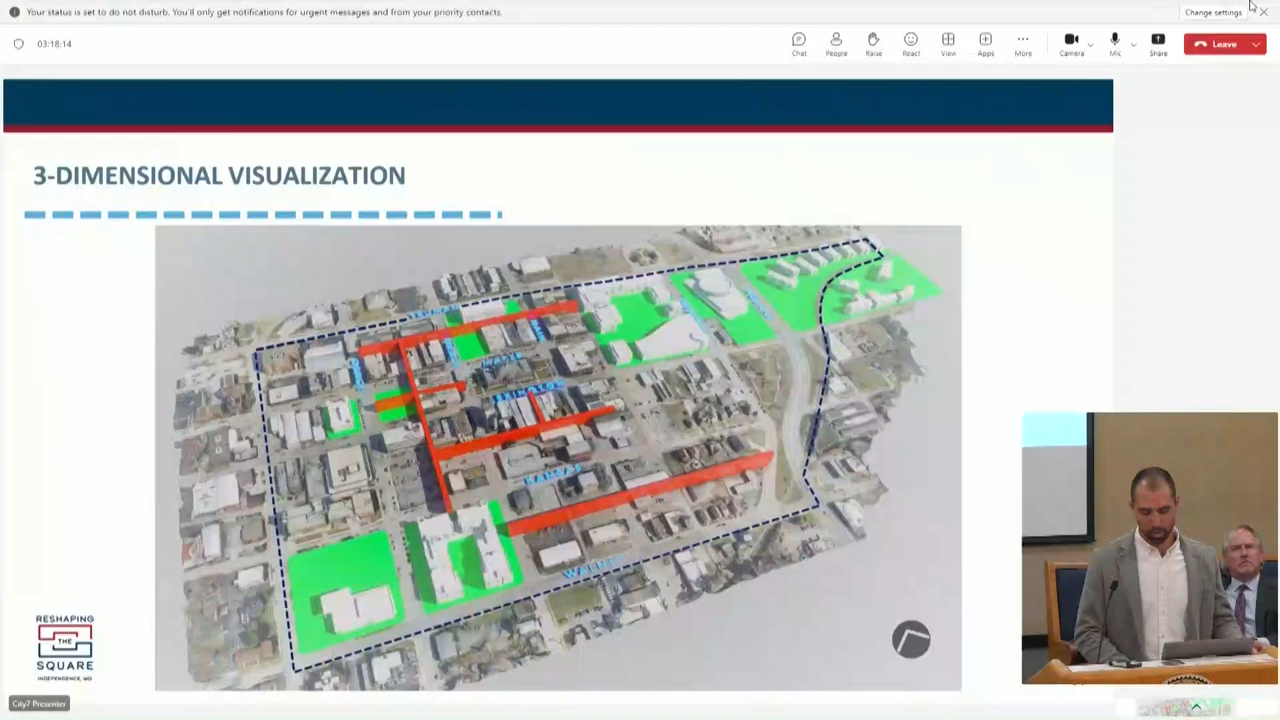 Your status is set to do not disturb. You'll only get notifications for urgent messages and from your priority contacts.
Change settings
03:18:14
Chat
People
Raise
React
View
Apps
More
Camera
Mic
Share
Leave
3-DIMENSIONAL VISUALIZATION
KANSAS
WALNUT
RESHAPING
THE
SQUARE
INDEPENDENCE, MO
City7 Presenter